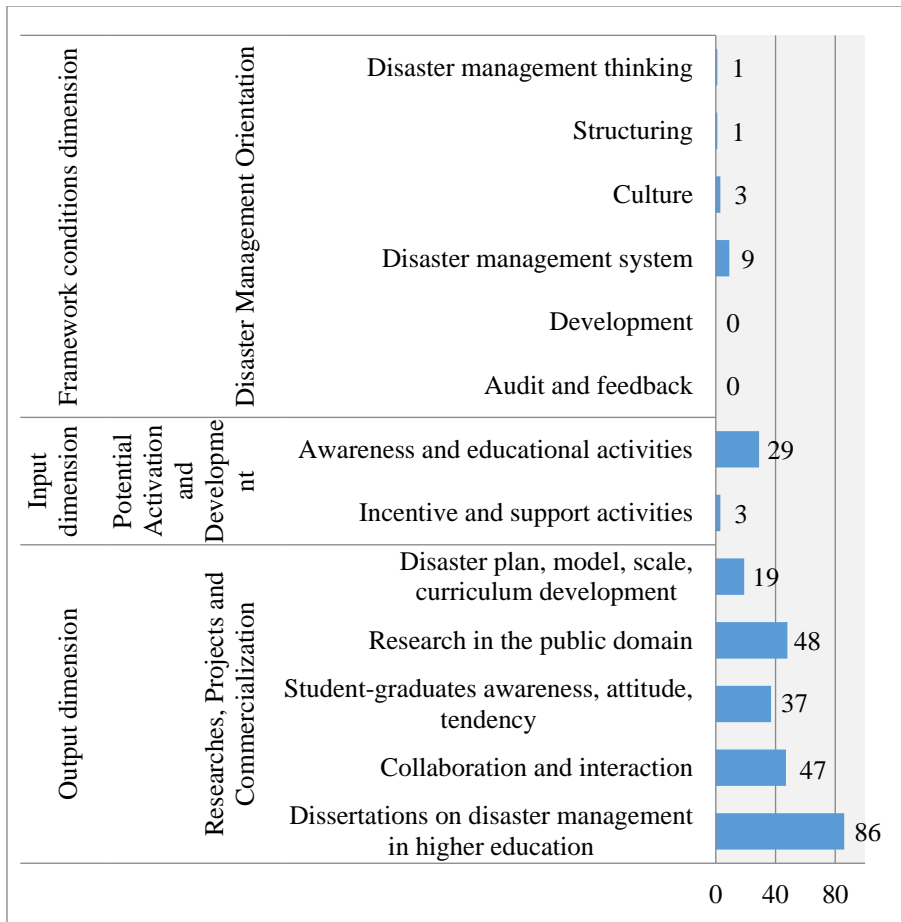 Framework conditions dimension
Disaster Management Orientation
Disaster management thinking
1
Structuring
1
Culture
3
Disaster management system
9
Development
0
Audit and feedback
0
Input
dimension
Potential
Activation
and
Developme
nt
Awareness and educational activities
29
Incentive and support activities
3
Output dimension
Researches, Projects and
Commercialization
Disaster plan, model, scale,
curriculum development
19
Research in the public domain
48
Student-graduates awareness, attitude,
tendency
37
Collaboration and interaction
47
Dissertations on disaster management
in higher education
86
0 40 80